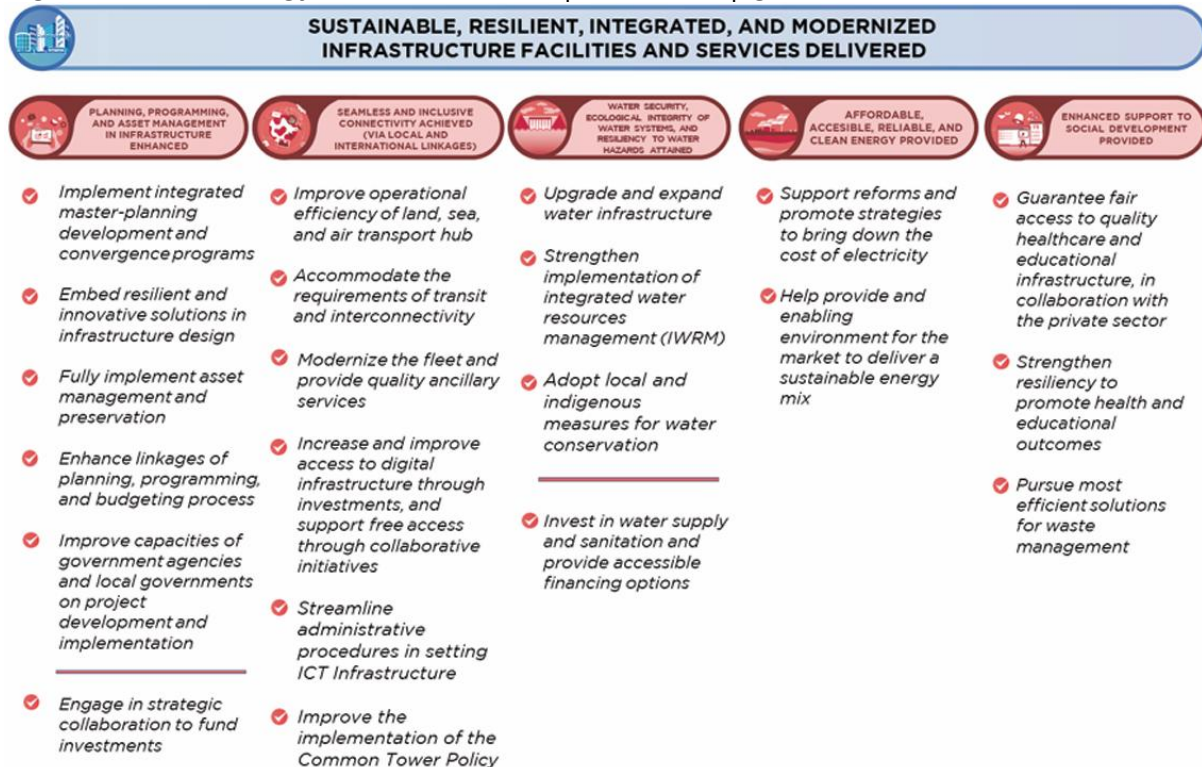 SUSTAINABLE, RESILIENT, INTEGRATED, AND MODERNIZED
INFRASTRUCTURE FACILITIES AND SERVICES DELIVERED
PLANNING, PROGRAMMING,
AND ASSET MANAGEMENT
IN INFRASTRUCTURE
ENHANCED
Implement integrated
master-planning
development and
convergence programs
Embed resilient and
innovative solutions in
infrastructure design
Fully implement asset
management and
preservation
Enhance linkages of
planning, programming,
and budgeting process
Improve capacities of
government agencies
and local governments
on project
development and
implementation
Engage in strategic
collaboration to fund
investments
SEAMLESS AND INCLUSIVE
CONNECTIVITY ACHIEVED
(VIA LOCAL AND
INTERNATIONAL LINKAGES)
Improve operational
efficiency of land, sea,
and air transport hub
Accommodate the
requirements of transit
and interconnectivity
Modernize the fleet and
provide quality ancillary
services
Increase and improve
access to digital
infrastructure through
investments, and
support free access
through collaborative
initiatives
Streamline
administrative
procedures in setting
ICT Infrastructure
Improve the
implementation of the
Common Tower Policy
WATER SECURITY,
ECOLOGICAL INTEGRITY OF
WATER SYSTEMS, AND
RESILIENCY TO WATER
HAZARDS ATTAINED
Upgrade and expand
water infrastructure
Strengthen
implementation of
integrated water
resources
management (IWRM)
Adopt local and
indigenous
measures for water
conservation
Invest in water supply
and sanitation and
provide accessible
financing options
AFFORDABLE,
ACCESIBLE, RELIABLE, AND
CLEAN ENERGY PROVIDED
Support reforms and
promote strategies
to bring down the
cost of electricity
Help provide and
enabling
environment for the
market to deliver a
sustainable energy
mix
ENHANCED SUPPORT TO
SOCIAL DEVELOPMENT
PROVIDED
Guarantee fair
access to quality
healthcare and
educational
infrastructure, in
collaboration with
the private sector
Strengthen
resiliency to
promote health and
educational
outcomes
Pursue most
efficient solutions
for waste
management